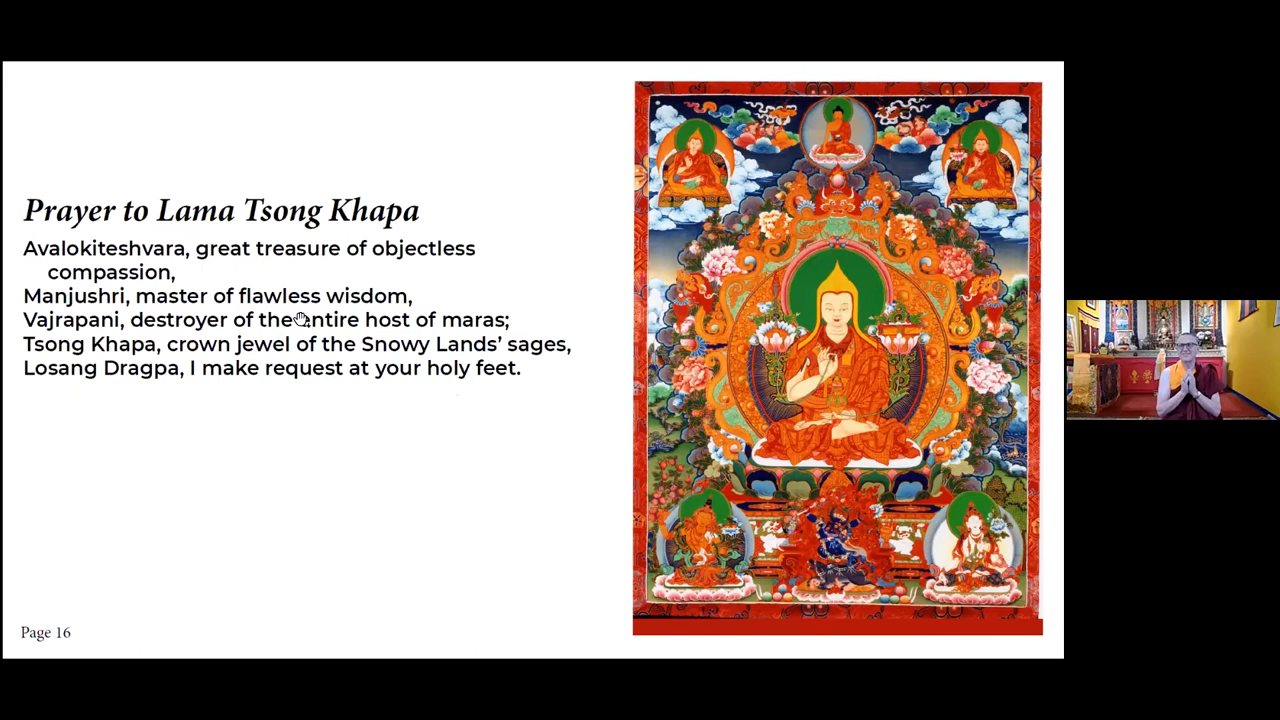 Prayer to Lama Tsong Khapa
Avalokiteshvara, great treasure of objectless
compassion,
Manjushri, master of flawless wisdom,
Vajrapani, destroyer of the entire host of maras;
Tsong Khapa, crown jewel of the Snowy Lands’ sages,
Losang Dragpa, I make request at your holy feet.
Page 16